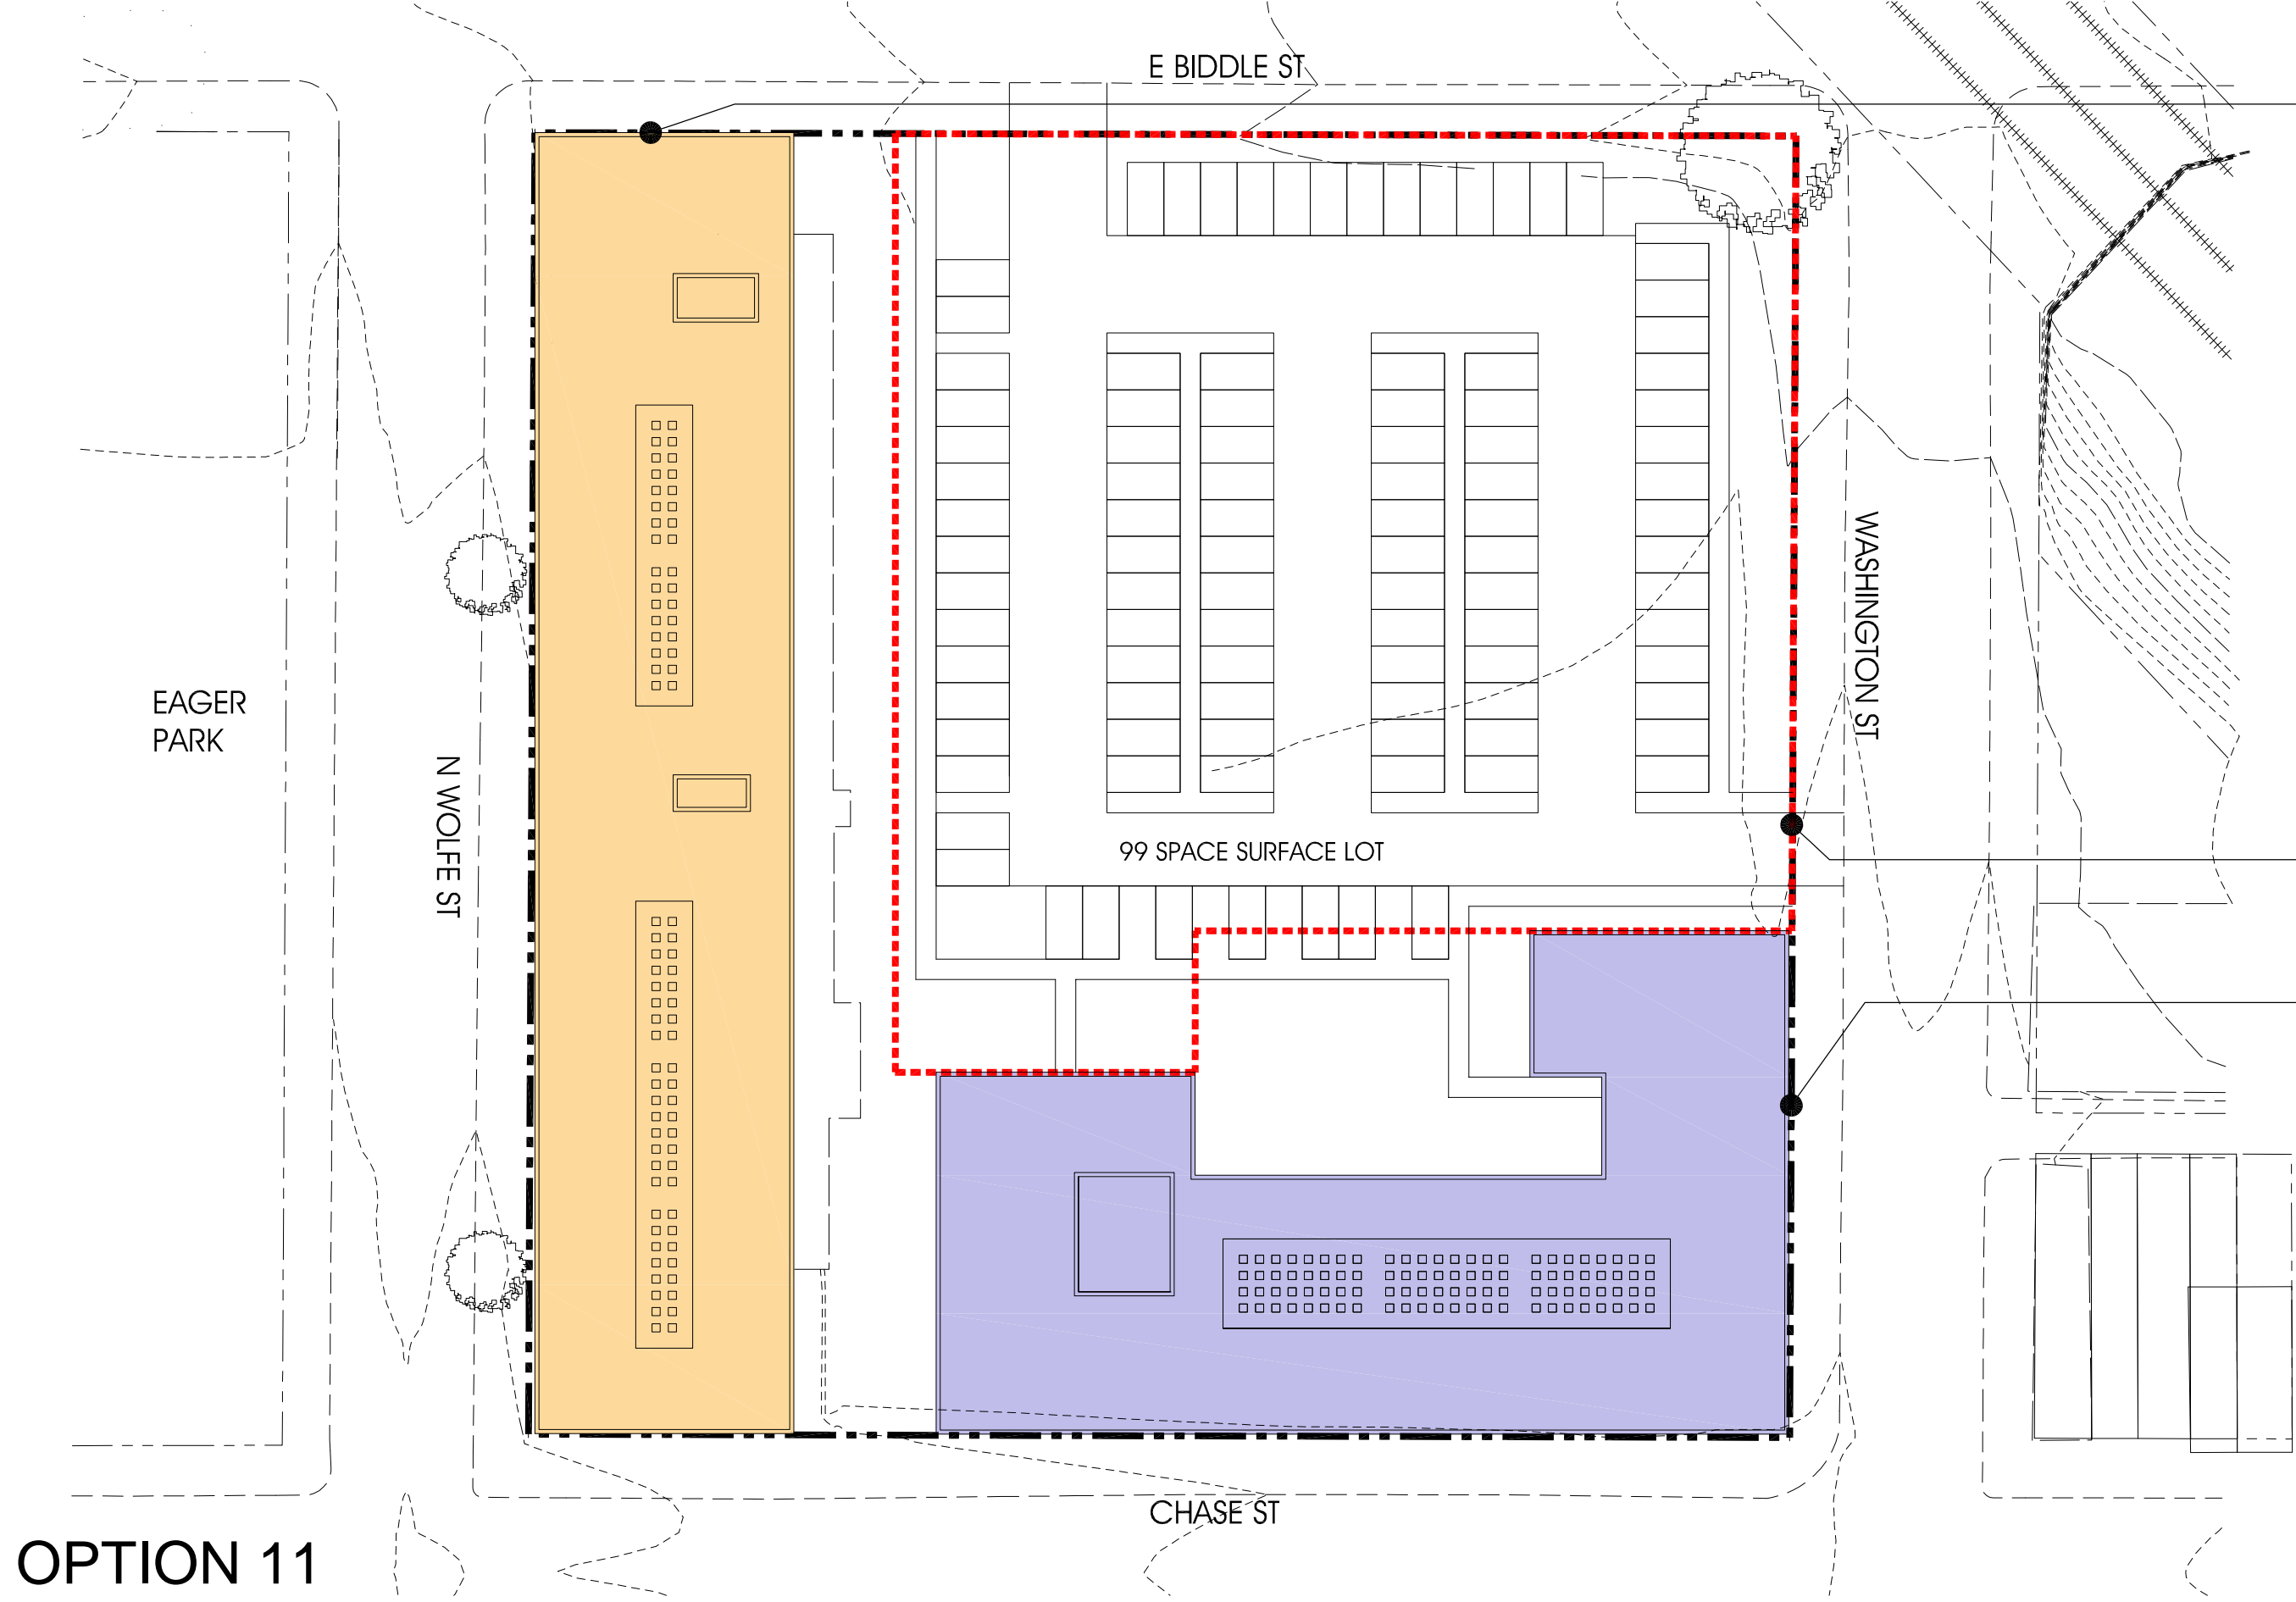 E BIDDLE ST
WASHINGTON ST
EAGER
PARK
N WOLFE ST
99 SPACE SURFACE LOT
CHASE ST
OPTION 11